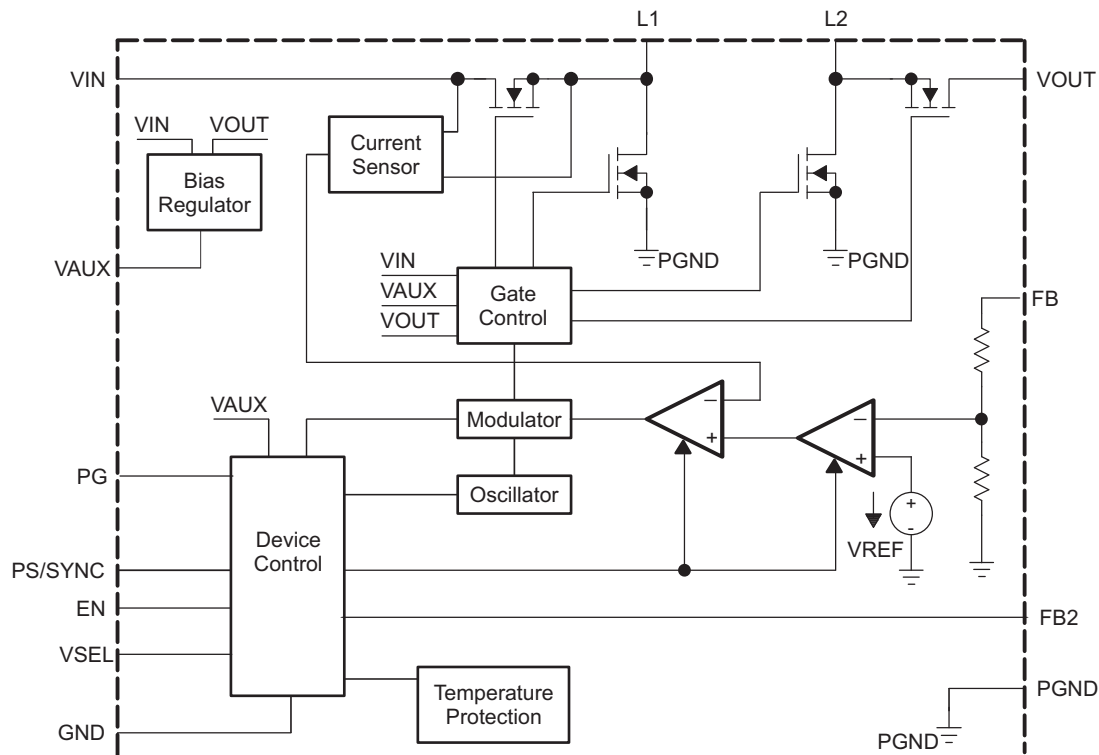 L1
L2
VIN
VOUT
VIN
VOUT
Current
Sensor
Bias
Regulator
VAUX
PGND
PGND
VIN
VAUX
VOUT
Gate
Control
FB
VAUX
Modulator
−
+
−
+
PG
Oscillator
+
-
VREF
Device
Control
PS/SYNC
EN
FB2
VSEL
Temperature
Protection
PGND
GND
PGND